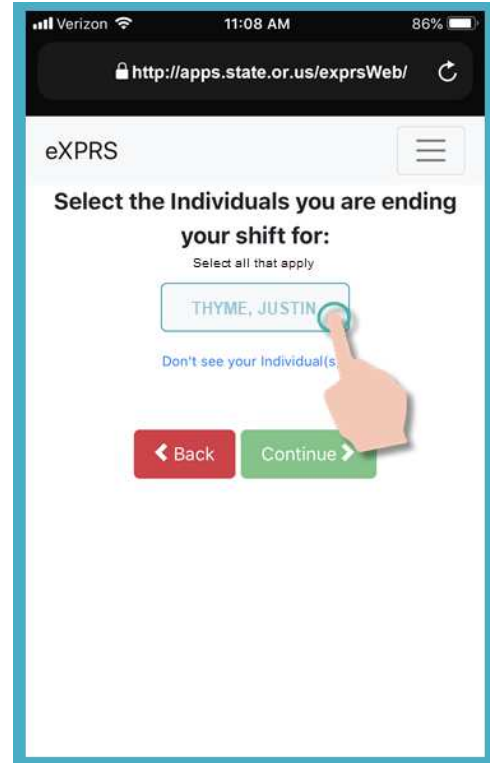 Verizon 11:08 AM 86%
http://apps.state.or.us/exprsWeb/
eXPRS
Select the Individuals you are ending
your shift for:
Select all that apply
THYME, JUSTIN
Don't see your Individual(s
Back Continue